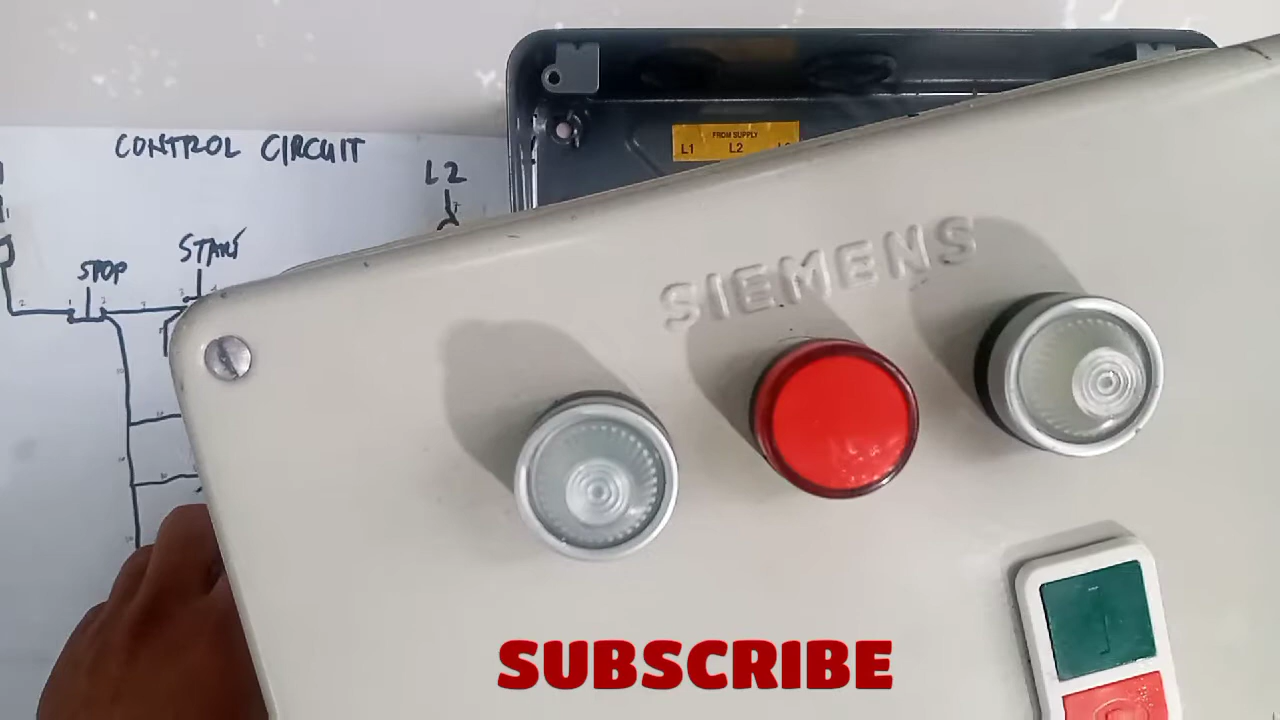 CONTROL CIRCUIT
L2
FROM SUPPLY
L1 L2
START
STOP
SIEMENS
I
SUBSCRIBE